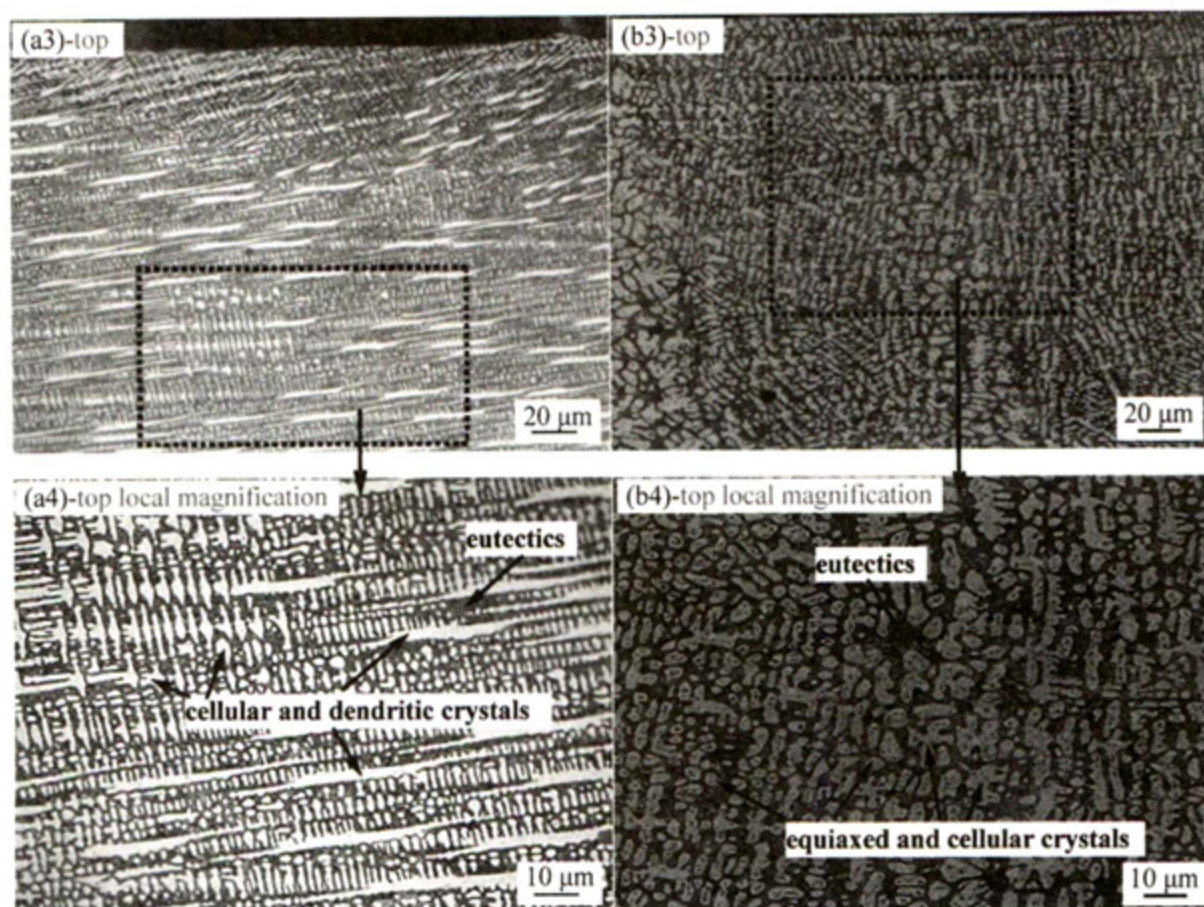 (a3)-top
(b3)-top
20 μm
20 μm
(a4)-top local magnification
(b4)-top local magnification
eutectics
eutectics
cellular and dendritic crystals
equiaxed and cellular crystals
10 μm
10 μm